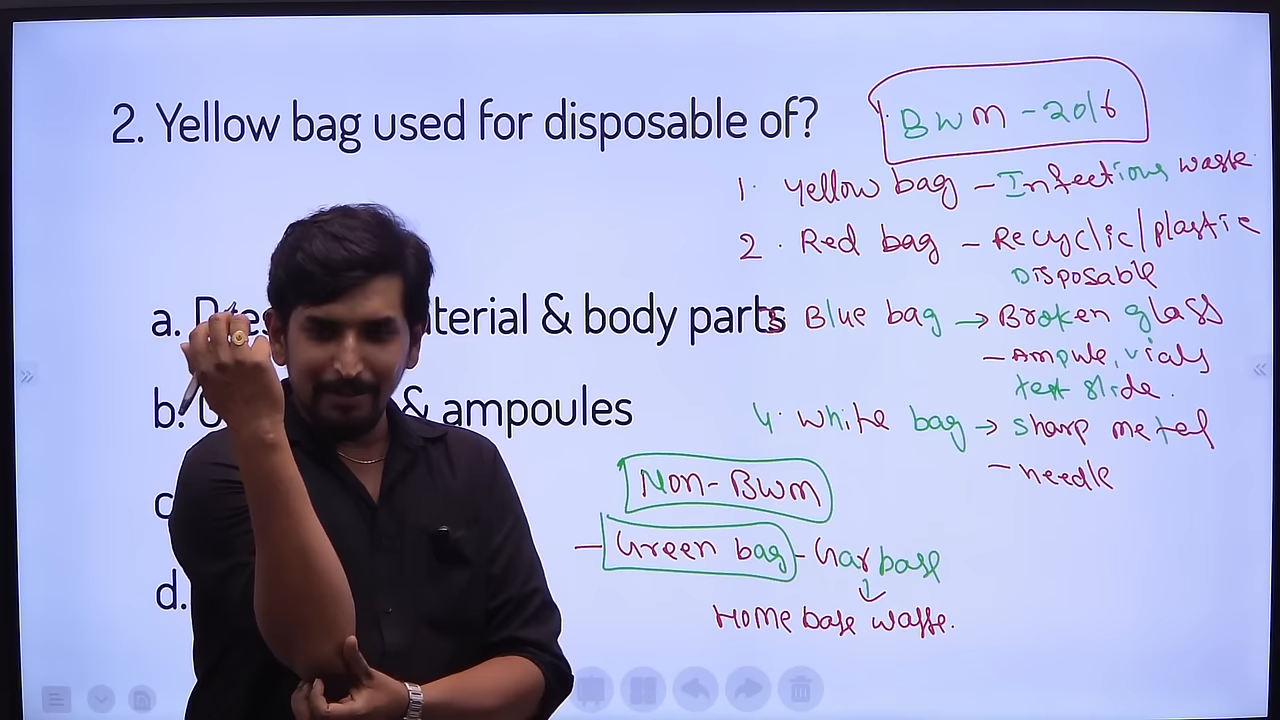 2. Yellow bag used for disposable of?
BWM - 2016
1. Yellow bag - Infectious waste
2. Red bag - Recyclic/plastic
Disposable
a. & body parts
3 Blue bag → Broken glass
- Ampule, vials
test slide.
b. & ampoules
4. White bag → sharp metal
- needle
Non-BWM
c
- Green bag - Garbage
d.
Home base waste.